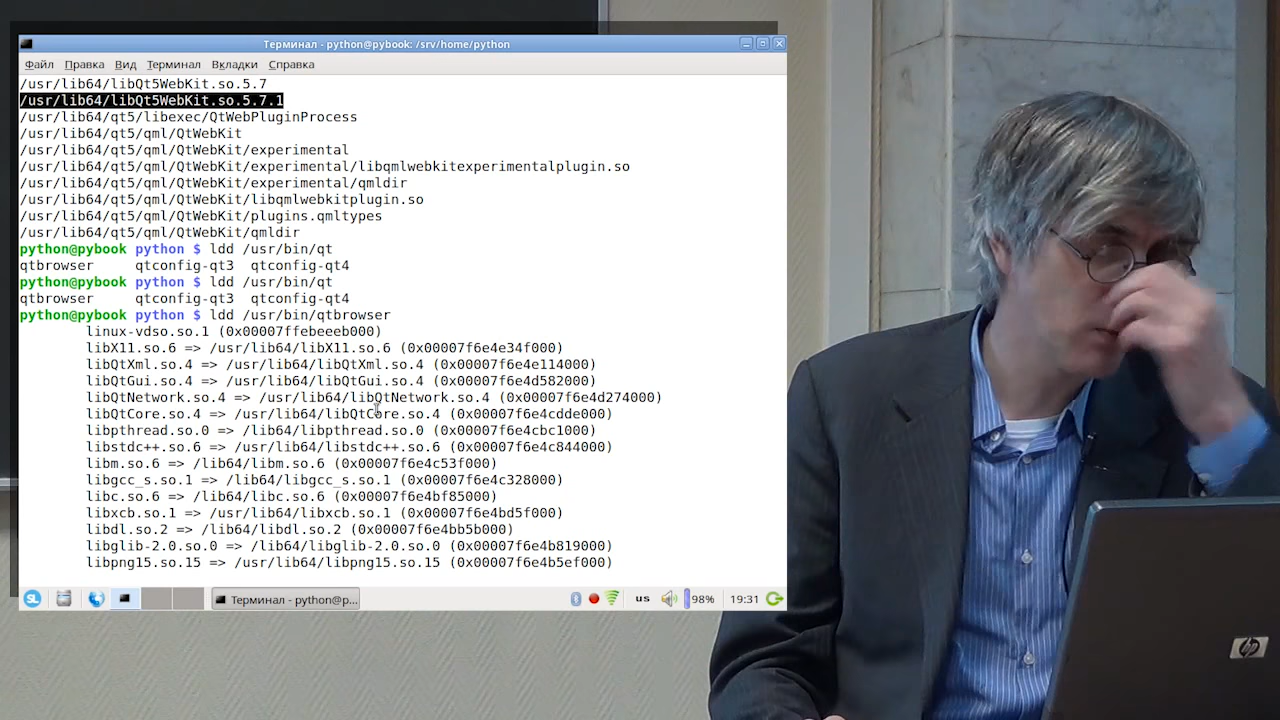 Терминал - python@pybook: /srv/home/python
Файл Правка Вид Терминал Вкладки Справка
/usr/lib64/libQt5WebKit.so.5.7
/usr/lib64/libQt5WebKit.so.5.7.1
/usr/lib64/qt5/libexec/QtWebPluginProcess
/usr/lib64/qt5/qml/QtWebKit
/usr/lib64/qt5/qml/QtWebKit/experimental
/usr/lib64/qt5/qml/QtWebKit/experimental/libqmlwebkitexperimentalplugin.so
/usr/lib64/qt5/qml/QtWebKit/experimental/qmldir
/usr/lib64/qt5/qml/QtWebKit/libqmlwebkitplugin.so
/usr/lib64/qt5/qml/QtWebKit/plugins.qmltypes
/usr/lib64/qt5/qml/QtWebKit/qmldir
python@pybook python $ ldd /usr/bin/qt
qtbrowser qtconfig-qt3 qtconfig-qt4
python@pybook python $ ldd /usr/bin/qt
qtbrowser qtconfig-qt3 qtconfig-qt4
python@pybook python $ ldd /usr/bin/qtbrowser
linux-vdso.so.1 (0x00007ffebeeeb000)
libX11.so.6 => /usr/lib64/libX11.so.6 (0x00007f6e4e34f000)
libQtXml.so.4 => /usr/lib64/libQtXml.so.4 (0x00007f6e4e114000)
libQtGui.so.4 => /usr/lib64/libQtGui.so.4 (0x00007f6e4d582000)
libQtNetwork.so.4 => /usr/lib64/libQtNetwork.so.4 (0x00007f6e4d274000)
libQtCore.so.4 => /usr/lib64/libQtCore.so.4 (0x00007f6e4cdde000)
libpthread.so.0 => /lib64/libpthread.so.0 (0x00007f6e4cbc1000)
libstdc++.so.6 => /usr/lib64/libstdc++.so.6 (0x00007f6e4c844000)
libm.so.6 => /lib64/libm.so.6 (0x00007f6e4c53f000)
libgcc_s.so.1 => /lib64/libgcc_s.so.1 (0x00007f6e4c328000)
libc.so.6 => /lib64/libc.so.6 (0x00007f6e4bf85000)
libxcb.so.1 => /usr/lib64/libxcb.so.1 (0x00007f6e4bd5f000)
libdl.so.2 => /lib64/libdl.so.2 (0x00007f6e4bb5b000)
libglib-2.0.so.0 => /lib64/libglib-2.0.so.0 (0x00007f6e4b819000)
libpng15.so.15 => /usr/lib64/libpng15.so.15 (0x00007f6e4b5ef000)
SL Терминал - python@p... us 98% 19:31
hp